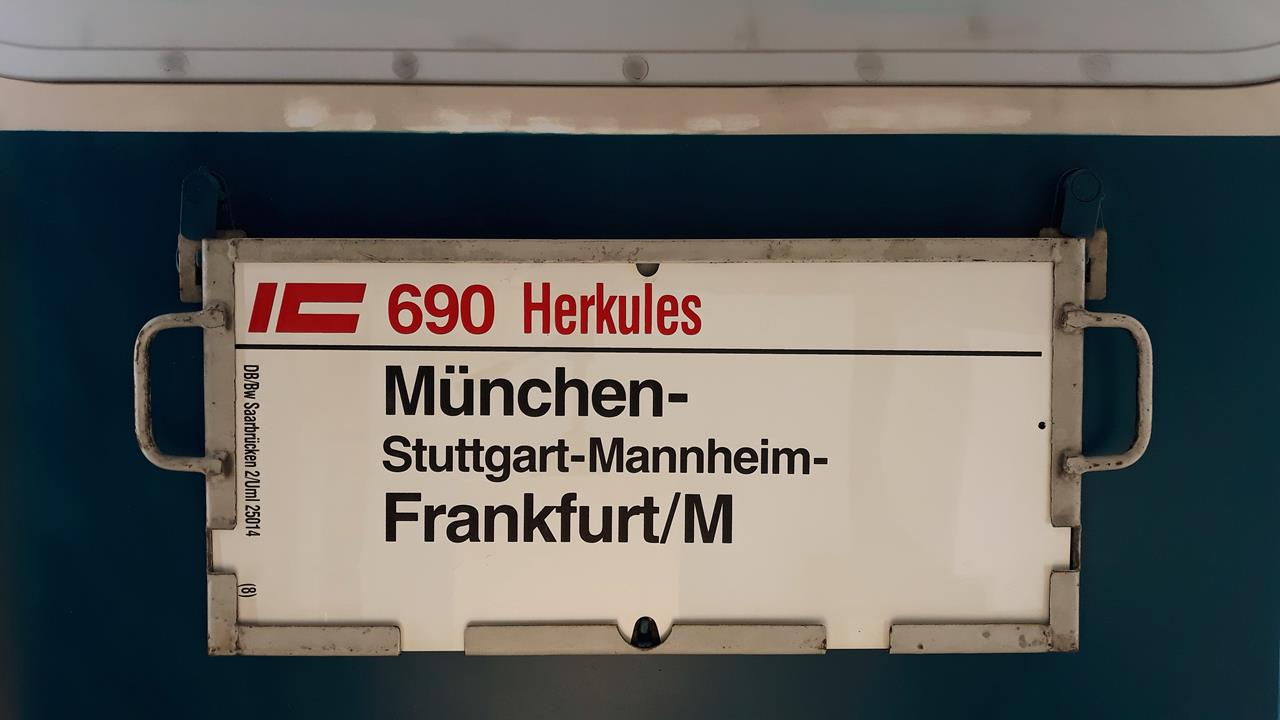 IC 690 Herkules
München-
Stuttgart-Mannheim-
Frankfurt/M
DB/Bw Saarbrücken 2/Uml 25014
(8)